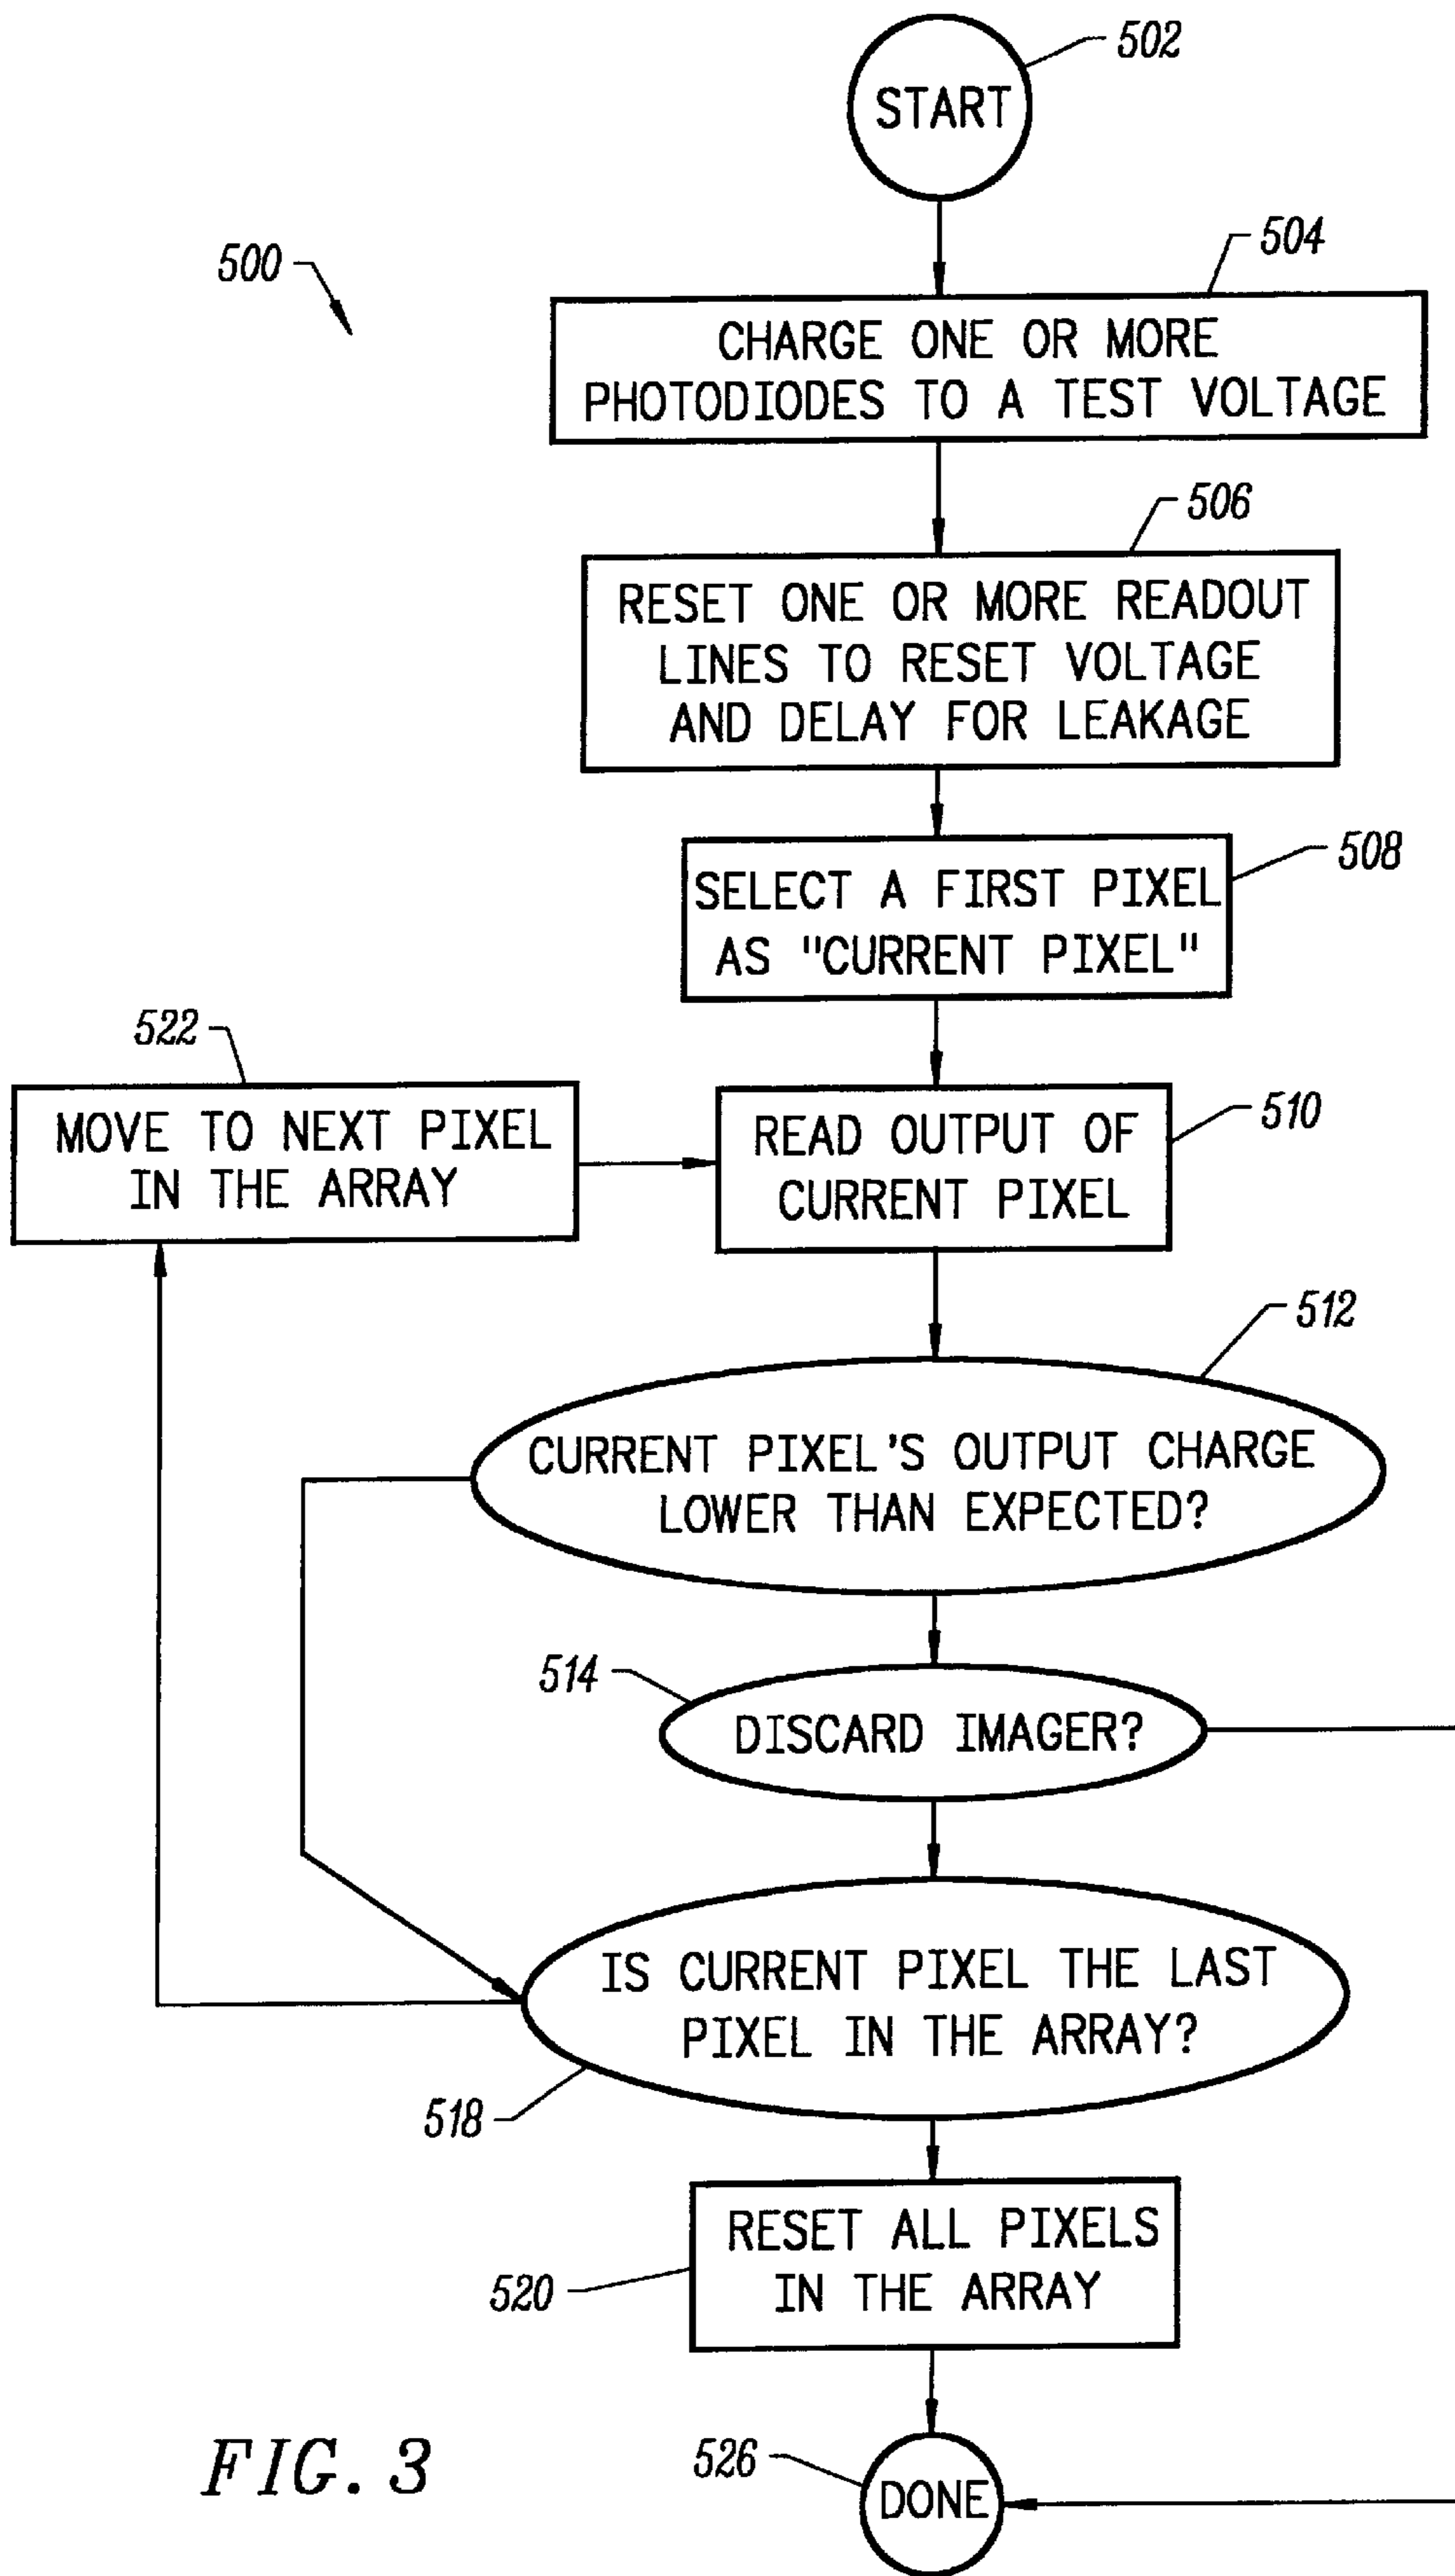 502
START
500
504
CHARGE ONE OR MORE
PHOTODIODES TO A TEST VOLTAGE
506
RESET ONE OR MORE READOUT
LINES TO RESET VOLTAGE
AND DELAY FOR LEAKAGE
508
SELECT A FIRST PIXEL
AS "CURRENT PIXEL"
522
MOVE TO NEXT PIXEL
IN THE ARRAY
510
READ OUTPUT OF
CURRENT PIXEL
512
CURRENT PIXEL'S OUTPUT CHARGE
LOWER THAN EXPECTED?
514
DISCARD IMAGER?
IS CURRENT PIXEL THE LAST
PIXEL IN THE ARRAY?
518
RESET ALL PIXELS
IN THE ARRAY
520
FIG. 3
526
DONE